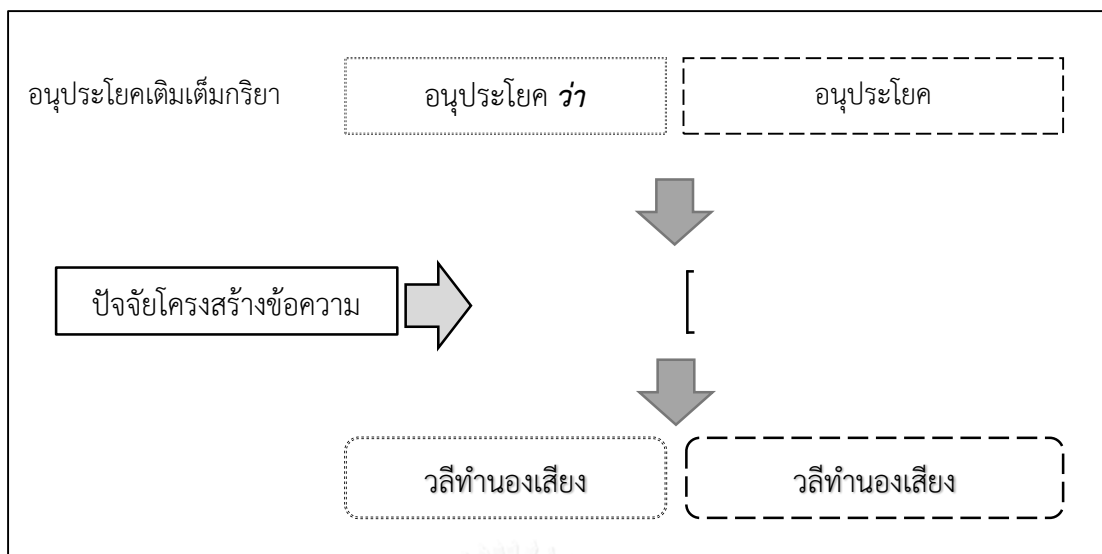 อนุประโยคเติมเต็มกริยา อนุประโยค ว่า อนุประโยค
ปัจจัยโครงสร้างข้อความ [
วลีทำนองเสียง วลีทำนองเสียง